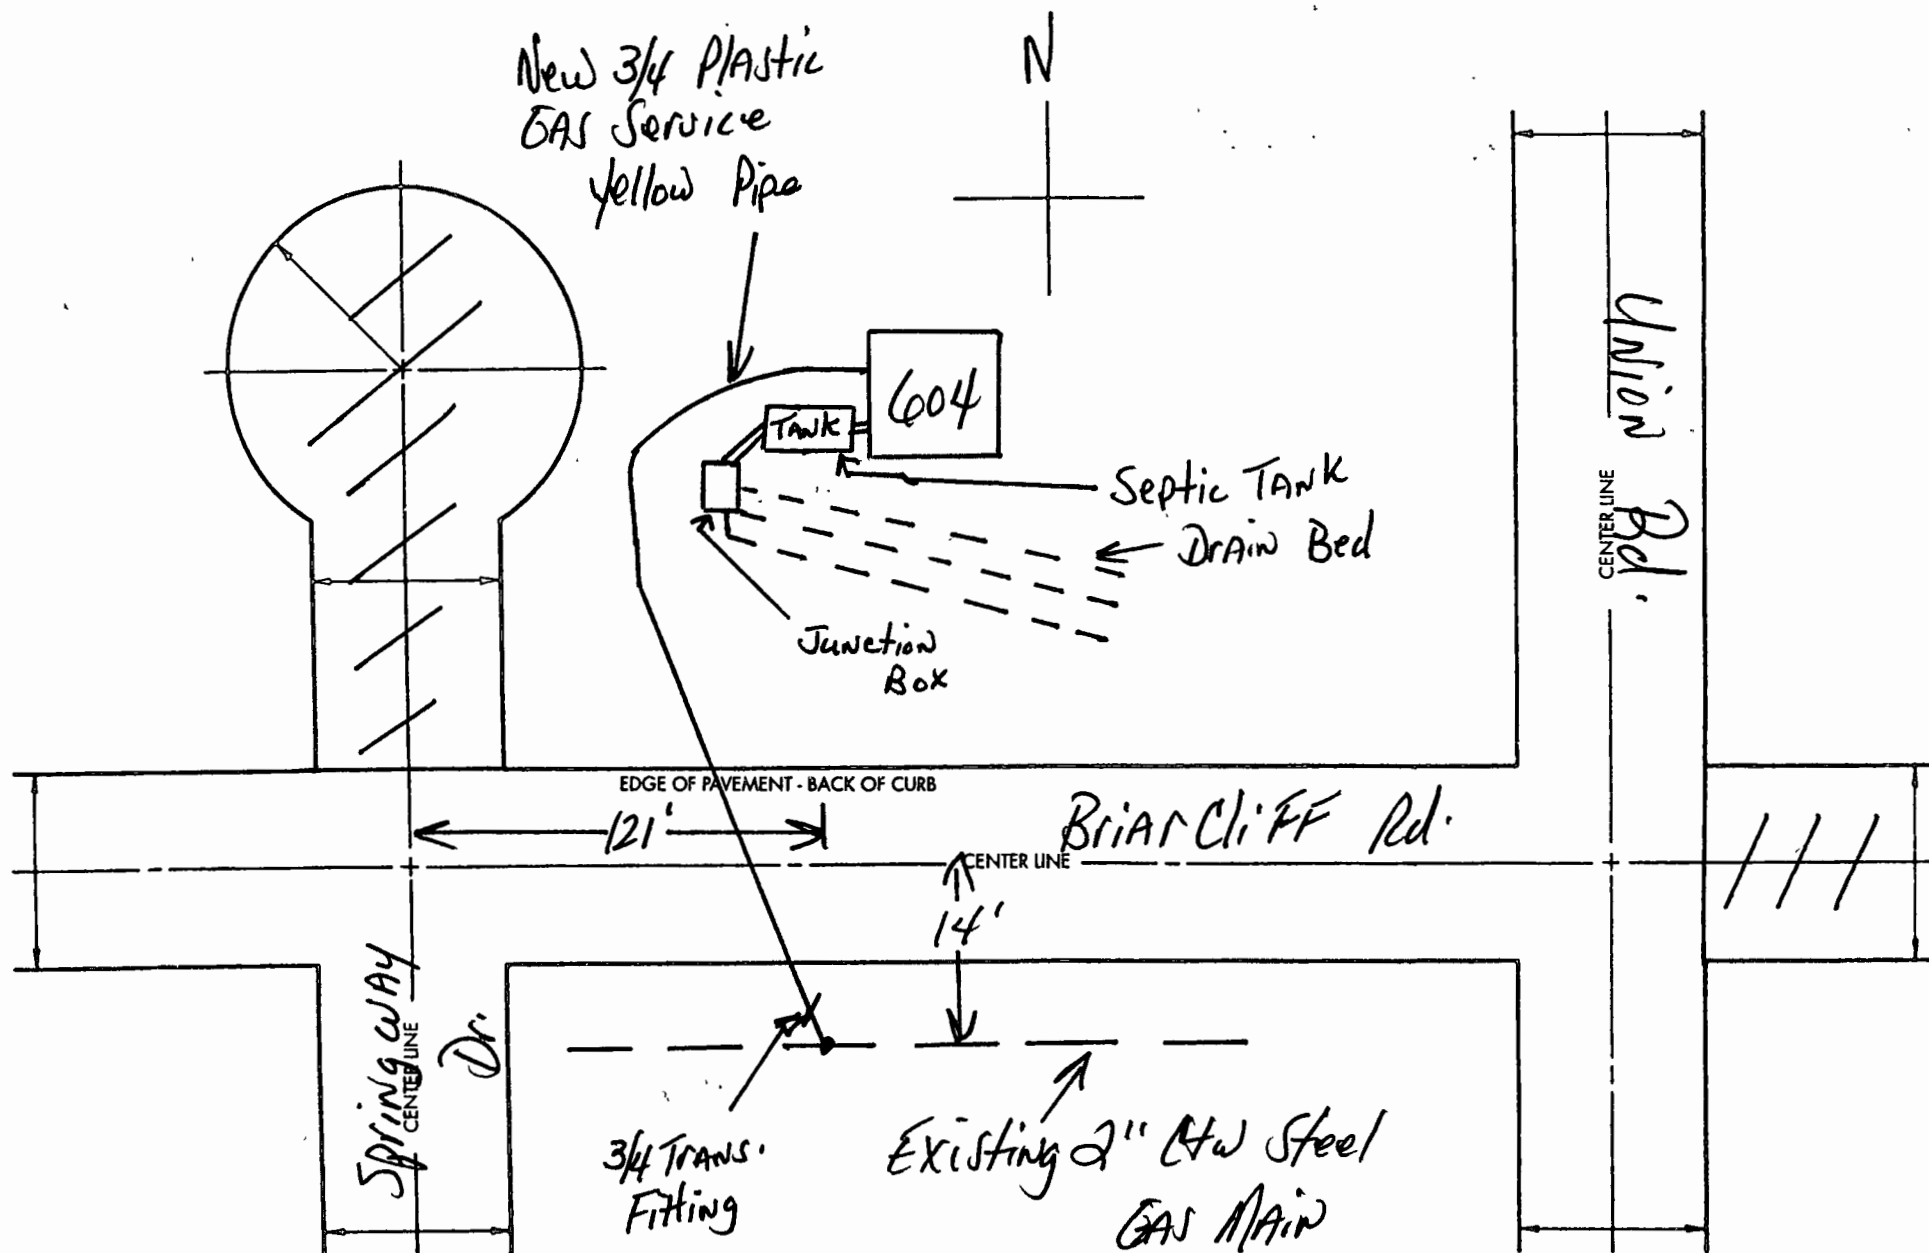 New 3/4 Plastic
GAS Service
Yellow Pipe
N
604
TANK
Septic TANK
Drain Bed
Junction
Box
Union Rd.
CENTER LINE
EDGE OF PAVEMENT - BACK OF CURB
121'
BriarCliFF Rd.
CENTER LINE
14'
Spring way
Dr.
CENTER LINE
3/4 TRANS.
Fitting
Existing 2" C+W Steel
GAS MAIN